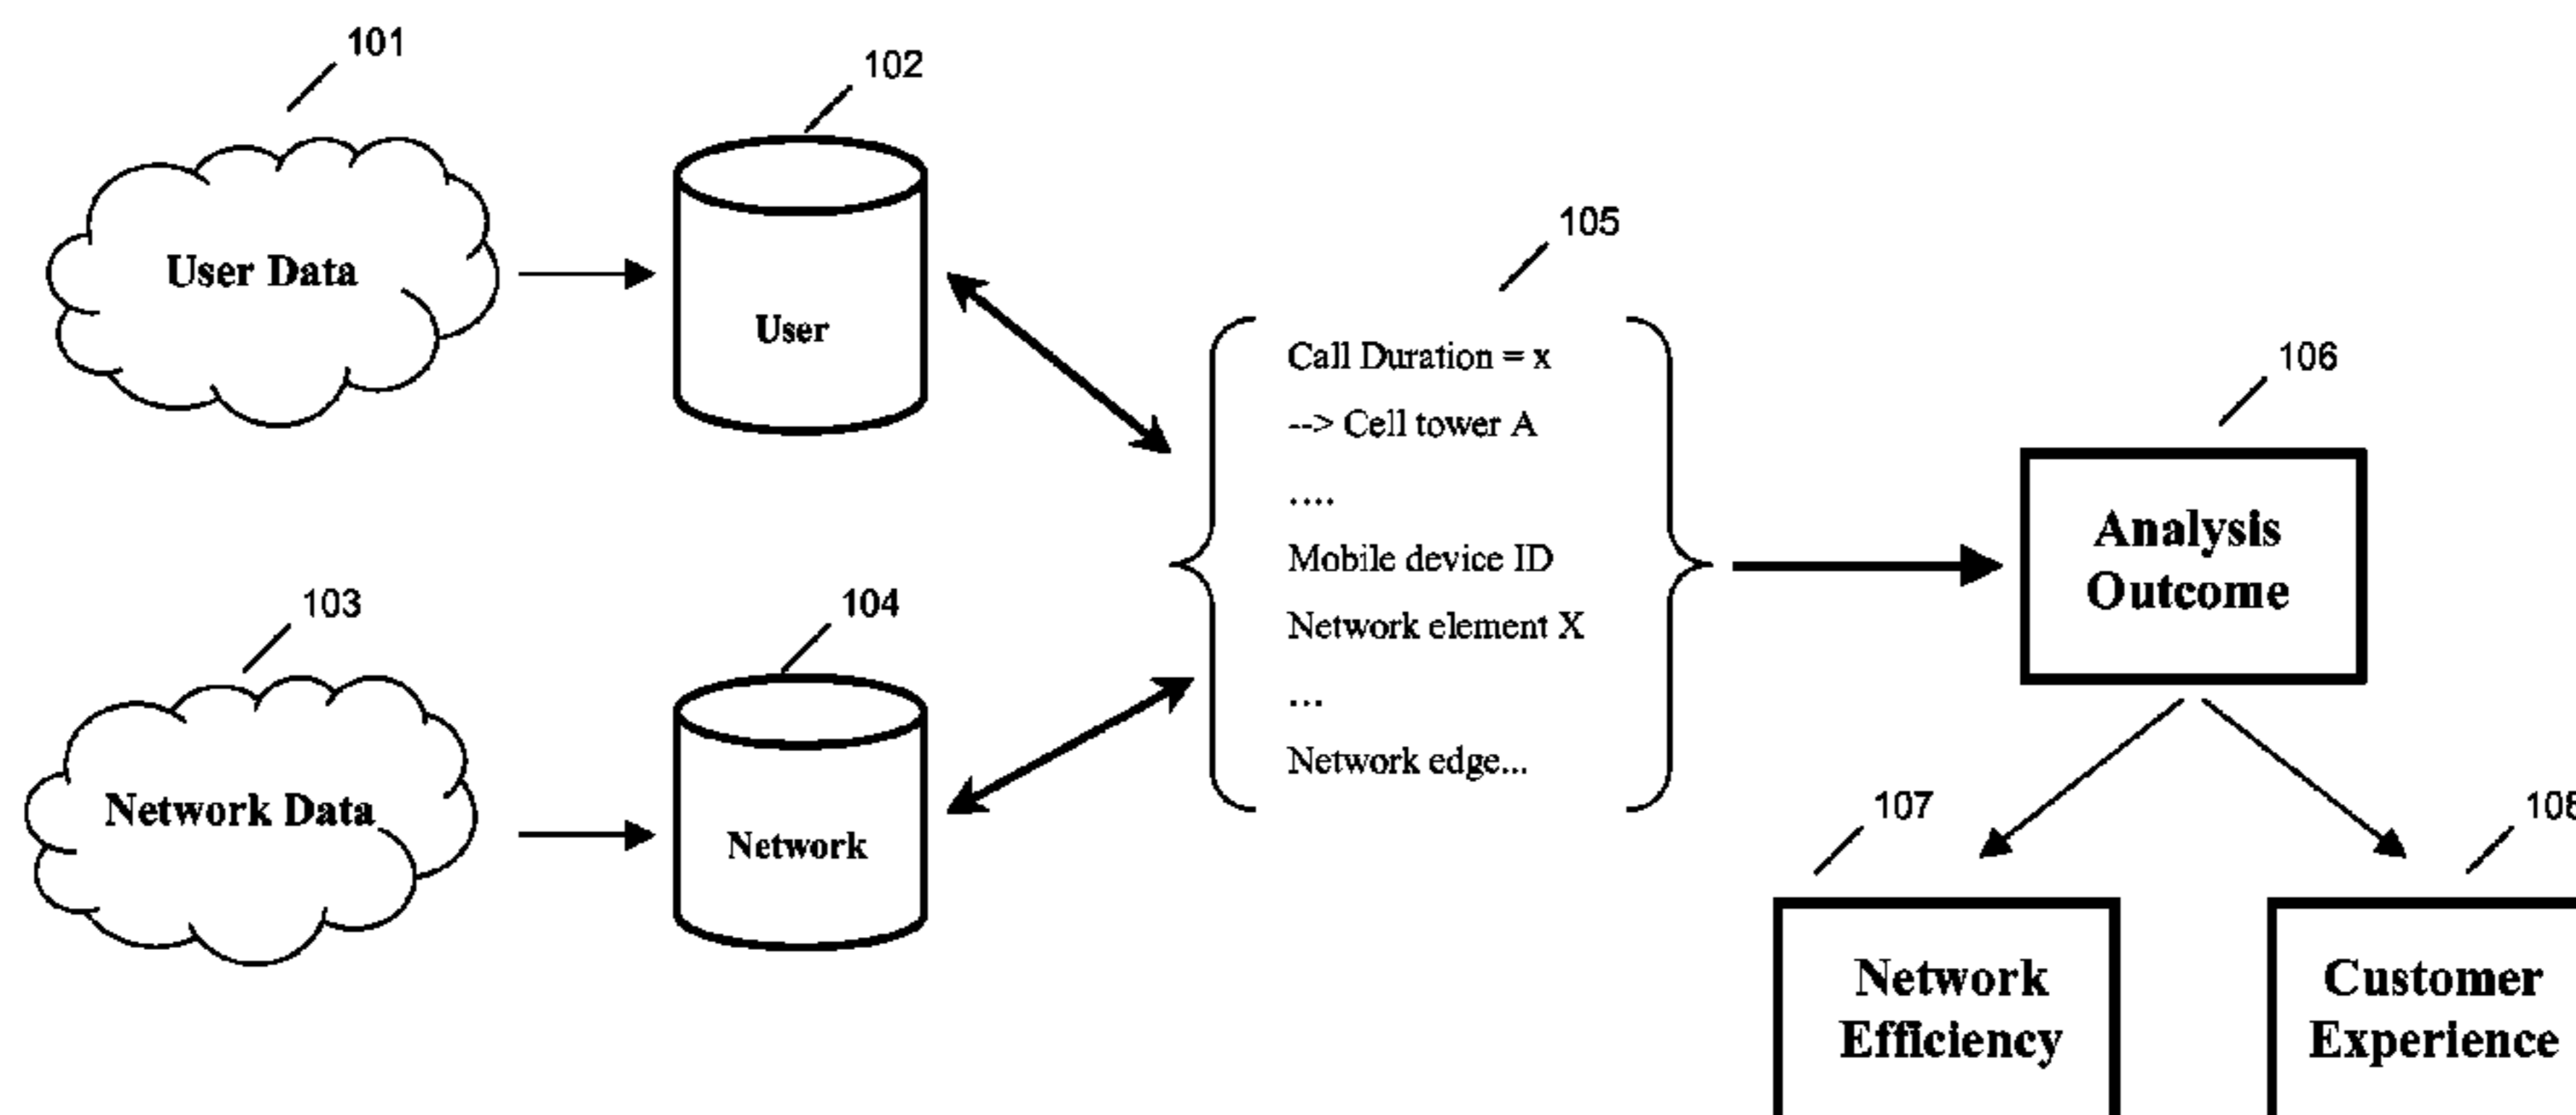 101
102
User Data
User
103
104
Network Data
Network
105
Call Duration = x
--> Cell tower A
....
Mobile device ID
Network element X
...
Network edge...
106
Analysis
Outcome
107
108
Network
Efficiency
Customer
Experience